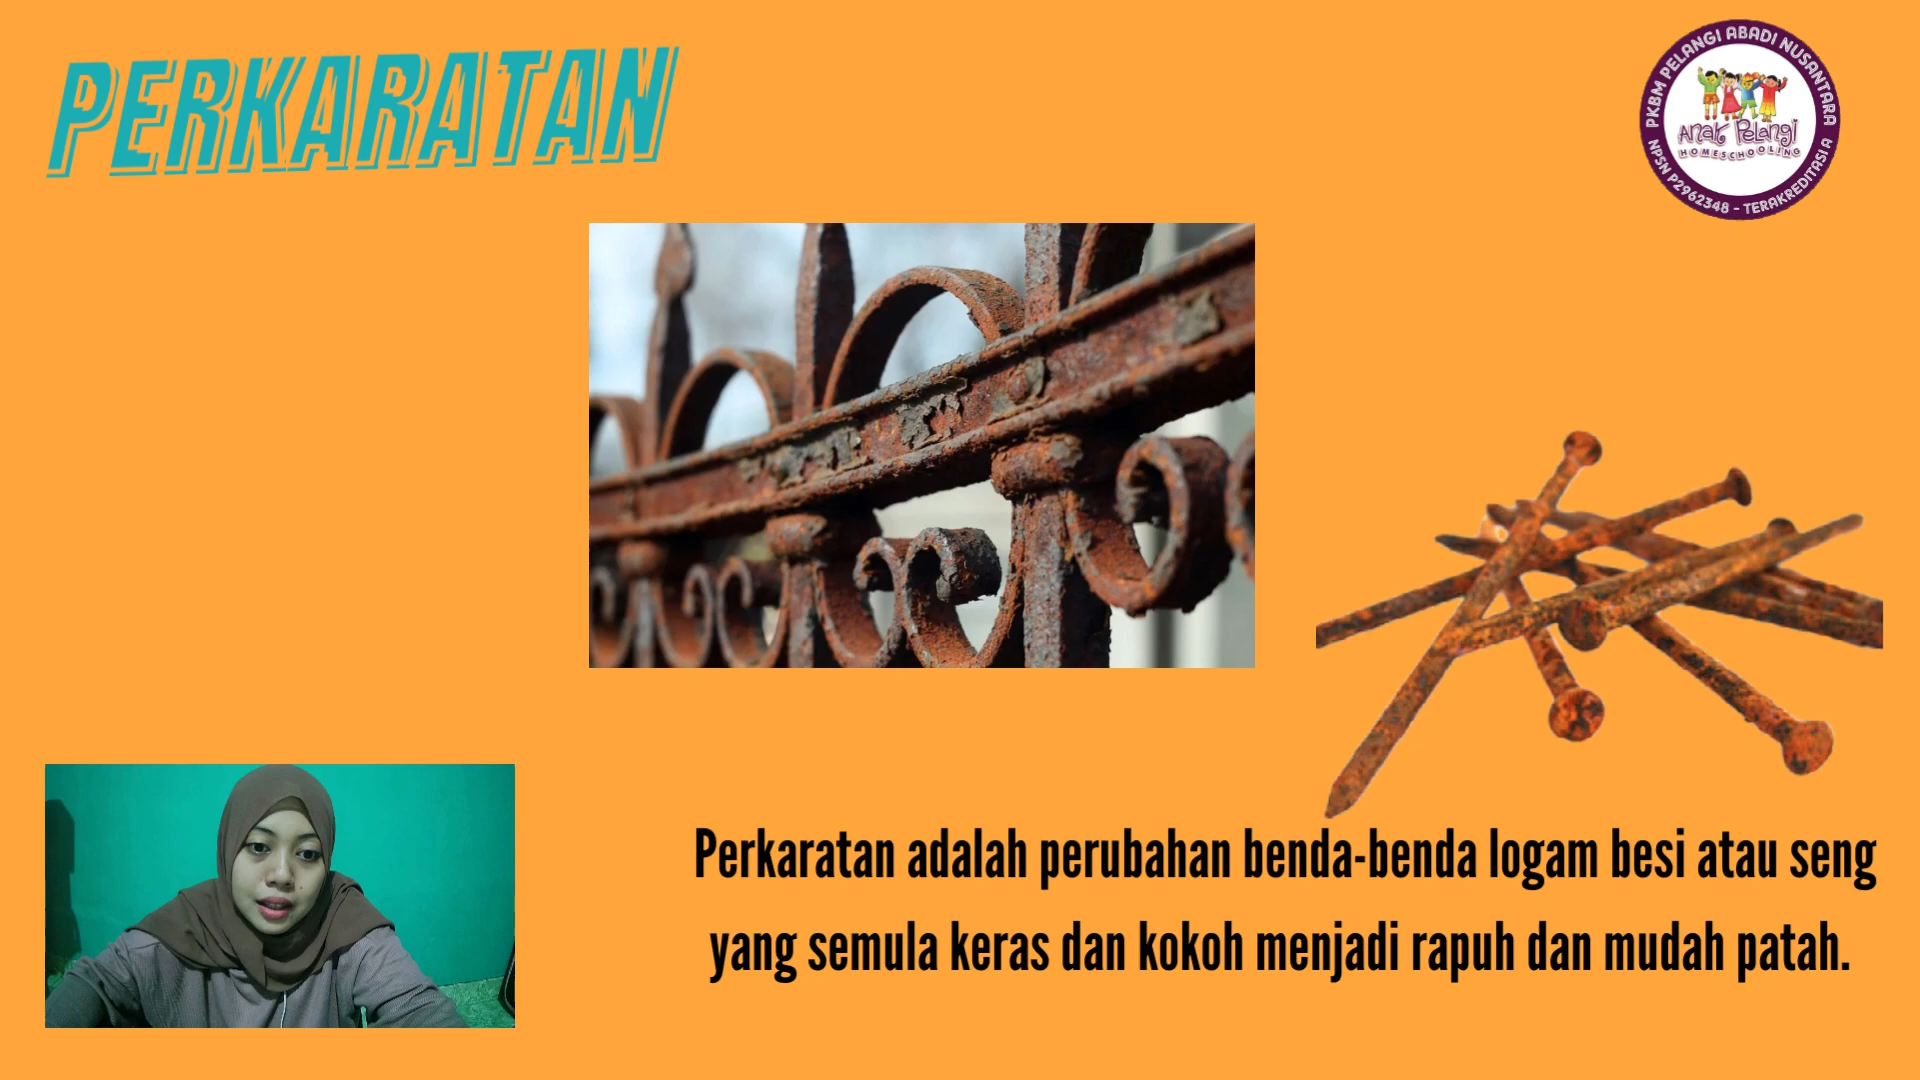 PERKARATAN
PKBM PELANGI ABADI NUSANTARA
Anak Pelangi
HOMESCHOOLING
NPSN P2962348 - TERAKREDITASI A
Perkaratan adalah perubahan benda-benda logam besi atau seng
yang semula keras dan kokoh menjadi rapuh dan mudah patah.